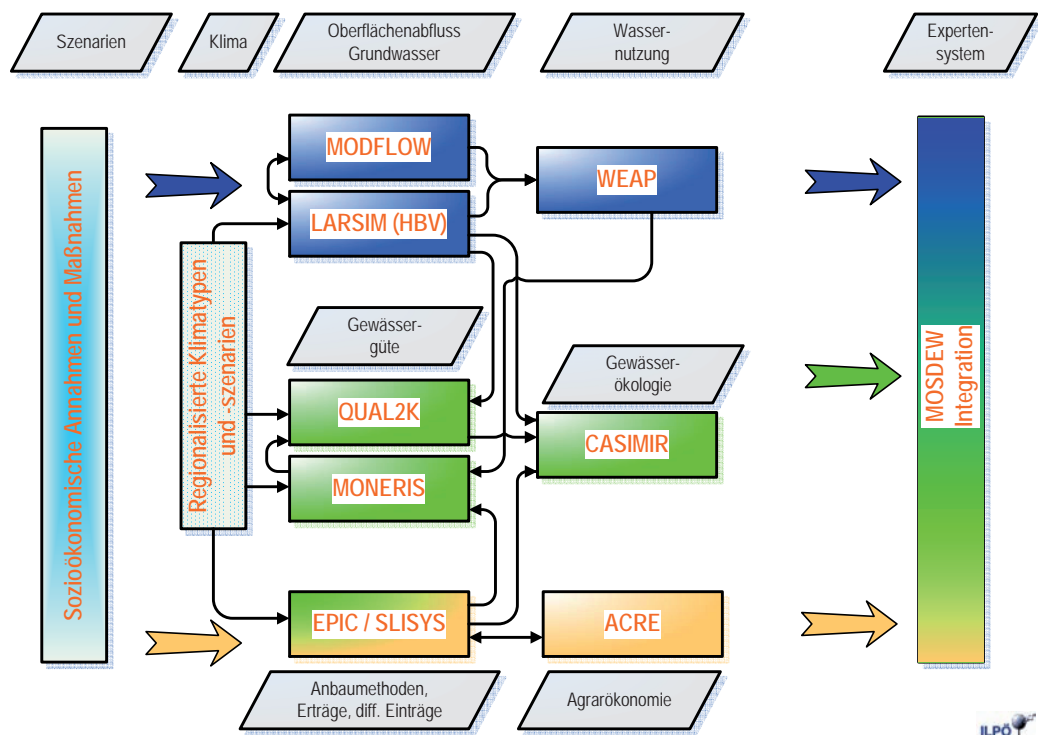 Szenarien
Klima
Oberflächenabfluss
Grundwasser
Wasser-
nutzung
Experten-
system
Sozioökonomische Annahmen und Maßnahmen
Regionalisierte Klimatypen
und -szenarien
MODFLOW
LARSIM (HBV)
WEAP
Gewässer-
güte
Gewässer-
ökologie
QUAL2K
MONERIS
CASIMIR
EPIC / SLISYS
ACRE
Anbaumethoden,
Erträge, diff. Einträge
Agrarökonomie
MOSDEW
Integration
ILPÖ